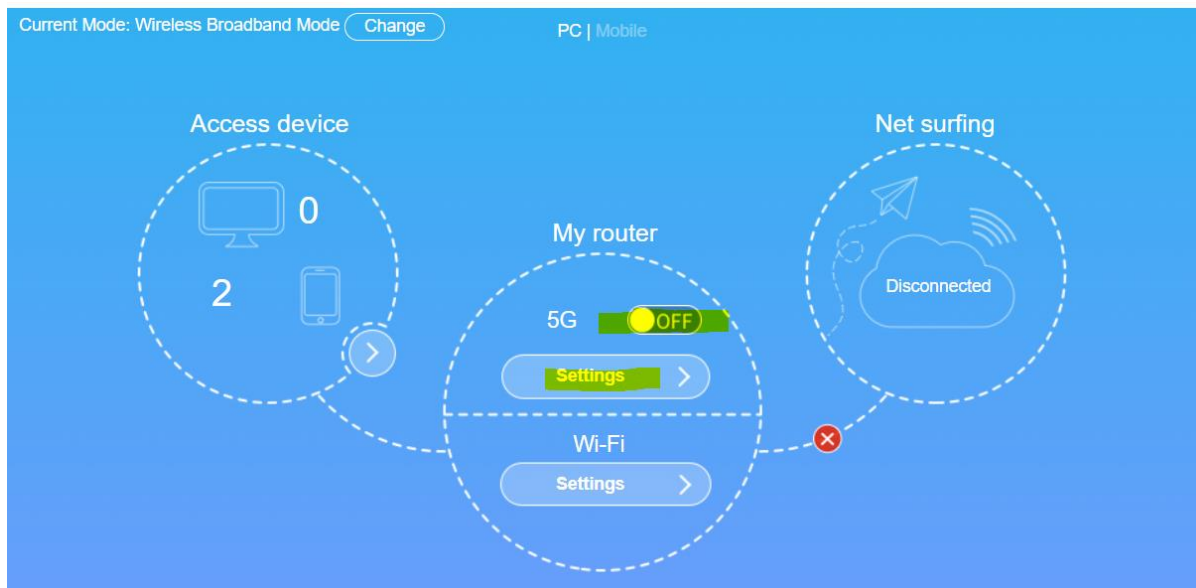 Current Mode: Wireless Broadband Mode Change
PC | Mobile
Access device
0
2
My router
5G OFF
Settings
Wi-Fi
Settings
Net surfing
Disconnected